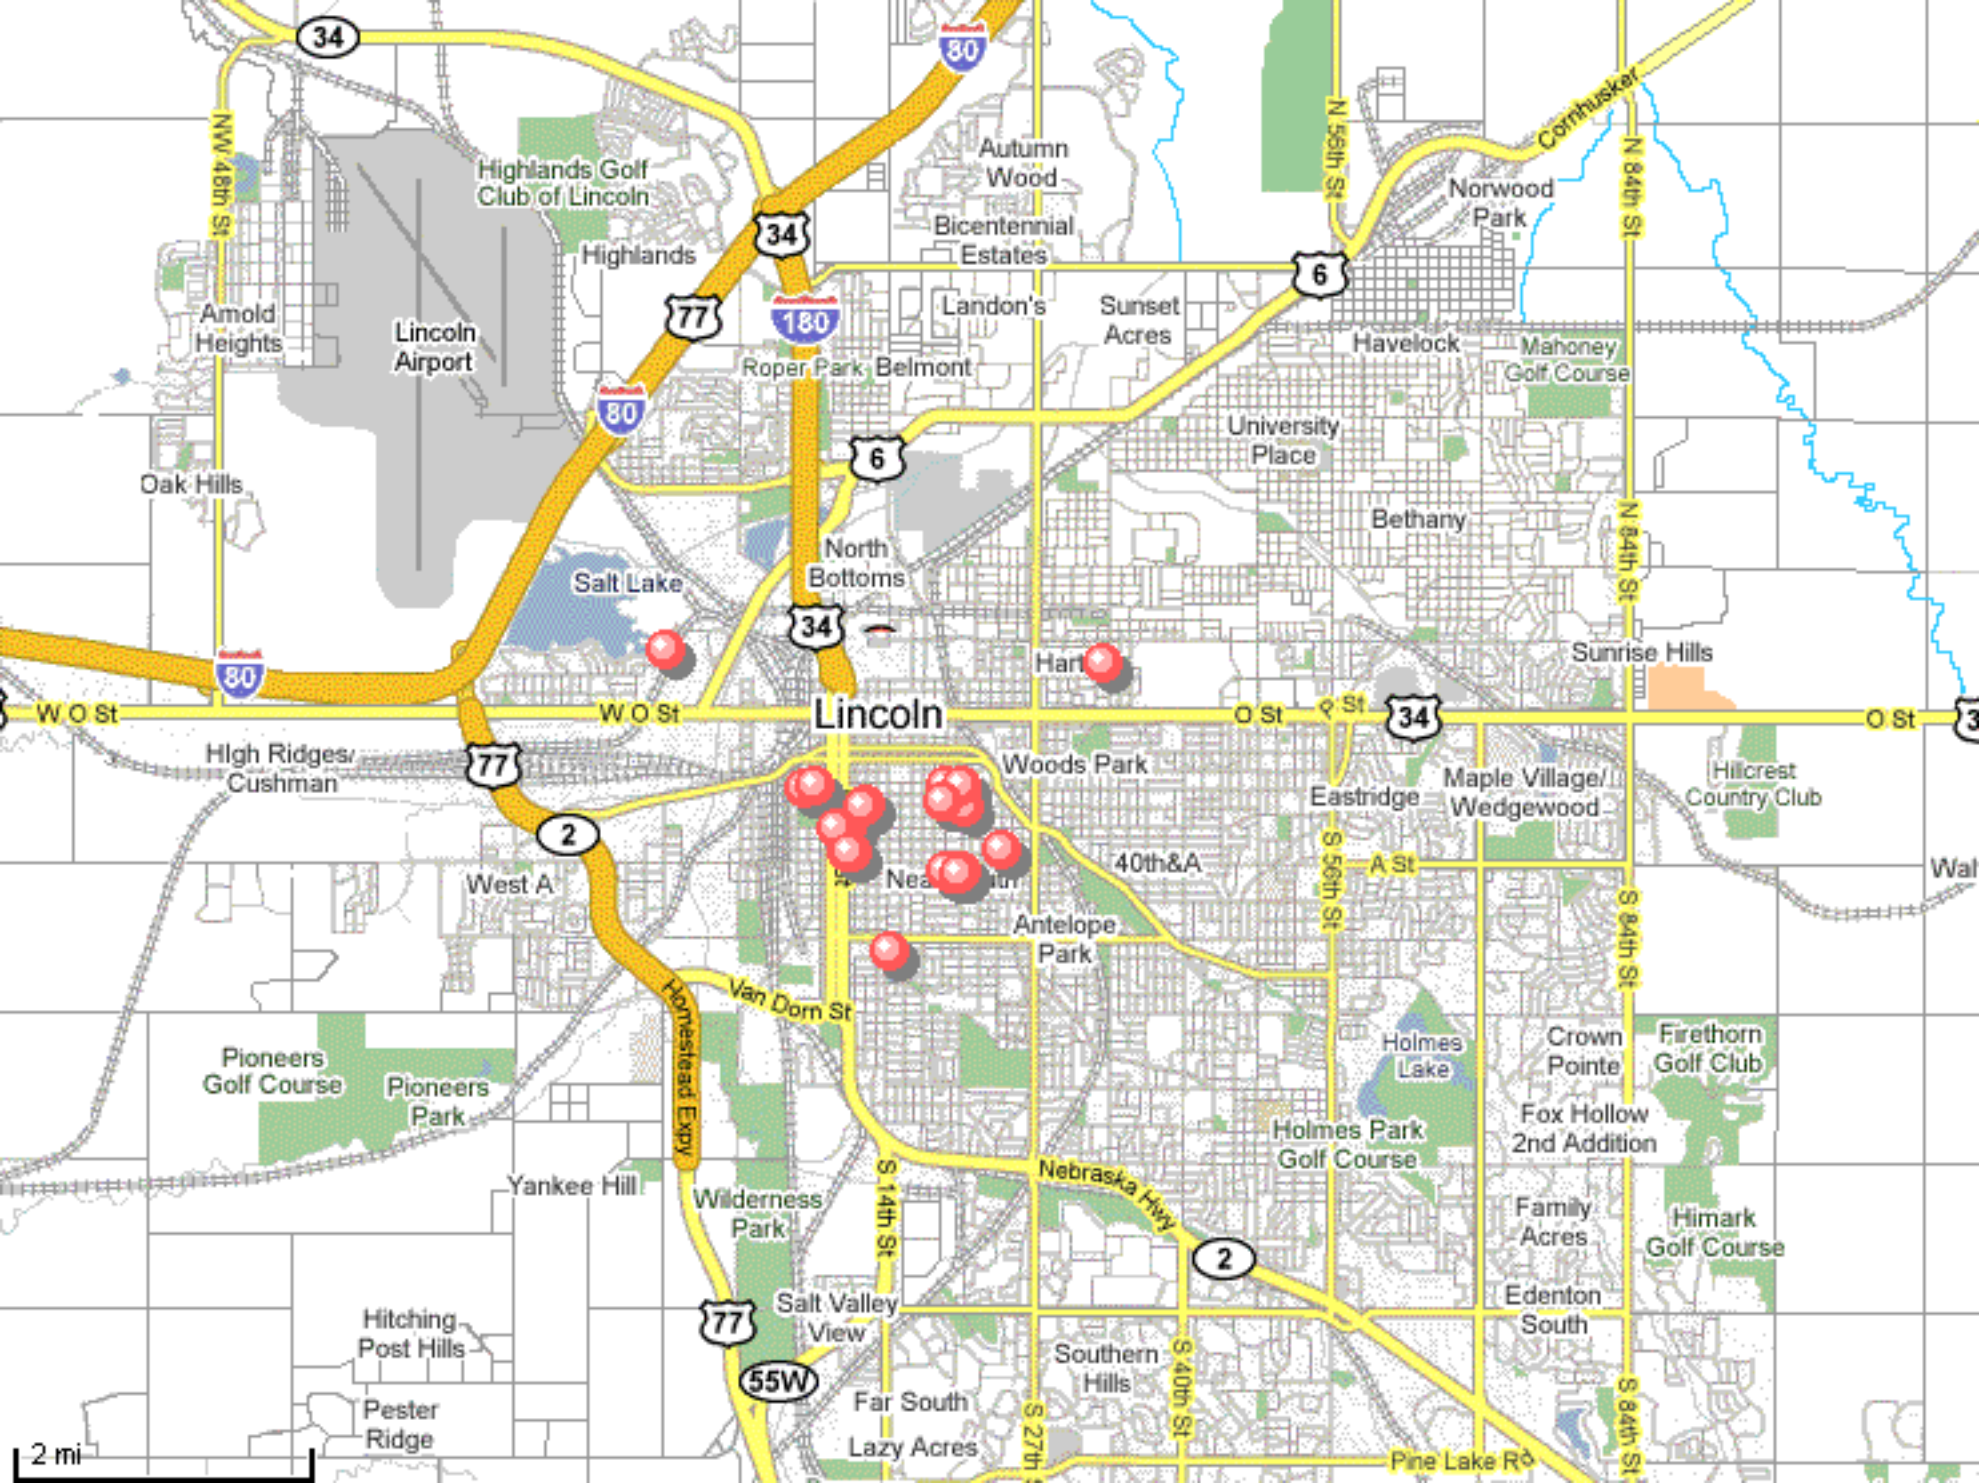 34
80
NW 48th St
N 56th St
Cornhusker
N 84th St
Autumn
Wood
Highlands Golf
Club of Lincoln
Norwood
Park
34
Bicentennial
Estates
Highlands
6
77
180
Landon's
Sunset
Acres
Arnold
Heights
Lincoln
Airport
Havelock
Mahoney
Golf Course
Roper Park
Belmont
80
University
Place
6
Oak Hills
Bethany
N 84th St
North
Bottoms
Salt Lake
34
80
Hart
Sunrise Hills
W O St
W O St
Lincoln
O St
P St
34
O St
3
HIgh Ridges/
Cushman
77
Woods Park
Maple Village/
Wedgewood
Hillcrest
Country Club
Eastridge
2
S 56th St
West A
St
Nea
th
40th&A
A St
Wal
S 84th St
Antelope
Park
Homestead Expy
Van Dorn St
Pioneers
Golf Course
Pioneers
Park
Holmes
Lake
Crown
Pointe
Firethorn
Golf Club
Fox Hollow
2nd Addition
Holmes Park
Golf Course
Yankee Hill
Wilderness
Park
S 14th St
Nebraska Hwy
2
Family
Acres
Himark
Golf Course
Salt Valley
View
77
Hitching
Post Hills
Edenton
South
55W
Southern
Hills
S 40th St
S 84th St
Far South
Pester
Ridge
Lazy Acres
S 27th S
Pine Lake Rd
2 mi